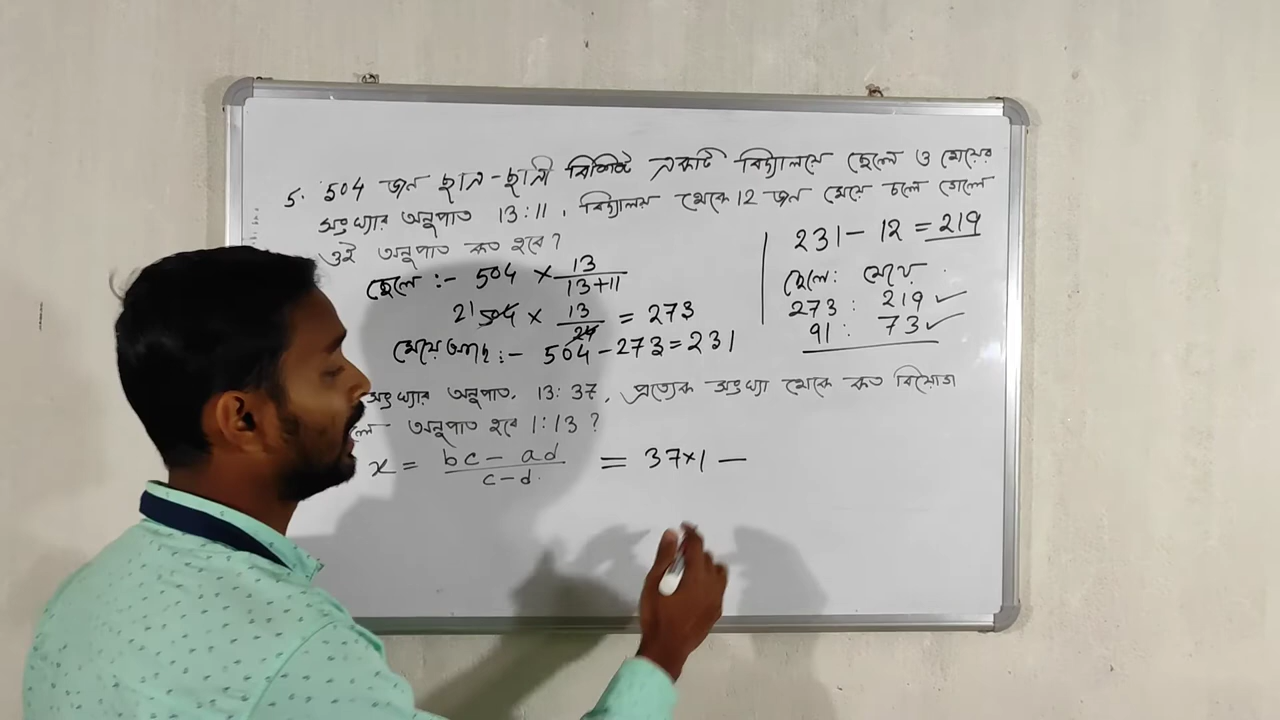 5. 504 জন ছাত্র-ছাত্রী বিশিষ্ট একটি বিদ্যালয়ে ছেলে ও মেয়ের
সংখ্যার অনুপাত 13:11, বিদ্যালয় থেকে 12 জন মেয়ে চলে গেলে
ওই অনুপাত কত হবে?
ছেলে :- 504 × 13/13+11
21 504 × 13/24 = 273
মেয়ে আছে :- 504-273=231
231- 12 = 219
ছেলে: মেয়ে
273 : 219 ✓
91 : 73 ✓
সংখ্যার অনুপাত, 13: 37, প্রত্যেক সংখ্যা থেকে কত বিয়োগ
লে অনুপাত হবে 1:13 ?
x = bc - ad / c-d = 37×1 -